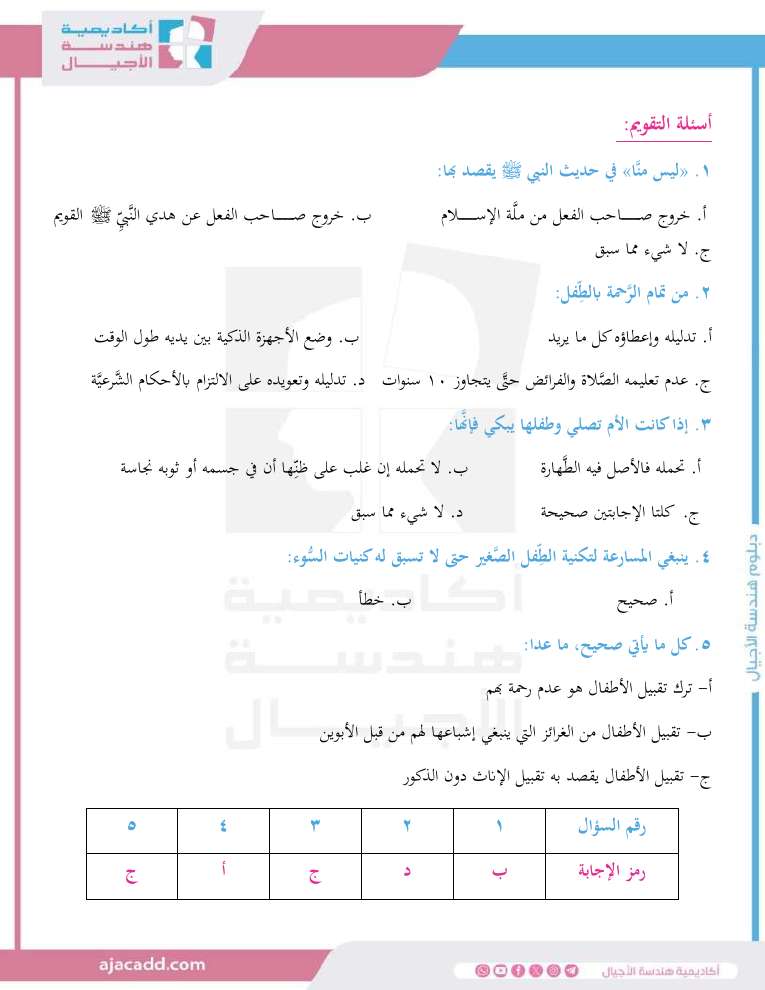 أكاديمية
هندسة
الأجيال
أسئلة التقويم:
١. «ليس منَّا» في حديث النبي ﷺ يقصد بها:
أ. خروج صاحب الفعل من ملَّة الإسلام ب. خروج صاحب الفعل عن هدي النَّبيِّ ﷺ القويم
ج. لا شيء مما سبق
٢. من تمام الرَّحمة بالطِّفل:
أ. تدليله وإعطاؤه كل ما يريد ب. وضع الأجهزة الذكية بين يديه طول الوقت
ج. عدم تعليمه الصَّلاة والفرائض حتَّى يتجاوز ١٠ سنوات د. تدليله وتعويده على الالتزام بالأحكام الشَّرعيَّة
٣. إذا كانت الأم تصلي وطفلها يبكي فإنَّها:
أ. تحمله فالأصل فيه الطَّهارة ب. لا تحمله إن غلب على ظنِّها أن في جسمه أو ثوبه نجاسة
ج. كلتا الإجابتين صحيحة د. لا شيء مما سبق
٤. ينبغي المسارعة لتكنية الطِّفل الصَّغير حتى لا تسبق له كنيات السُّوء:
أ. صحيح ب. خطأ
٥. كل ما يأتي صحيح، ما عدا:
أ- ترك تقبيل الأطفال هو عدم رحمة بهم
ب- تقبيل الأطفال من الغرائز التي ينبغي إشباعها لهم من قبل الأبوين
ج- تقبيل الأطفال يقصد به تقبيل الإناث دون الذكور
رقم السؤال ١ ٢ ٣ ٤ ٥
رمز الإجابة ب د ج أ ج
أكاديمية
هندسة
الأجيال
دبلوم هندسة الأجيال
أكاديمية هندسة الأجيال
ajacadd.com